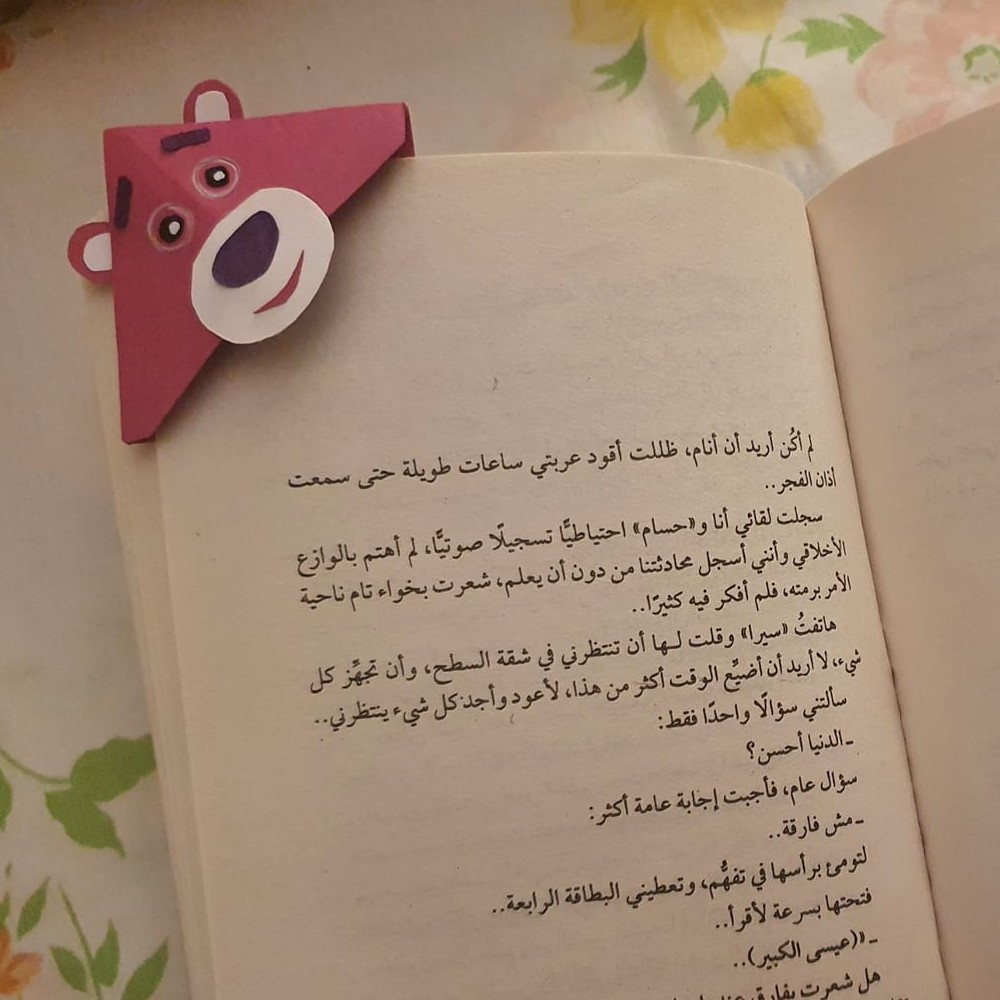 لم أكُن أريد أن أنام، ظللت أقود عربتي ساعات طويلة حتى سمعت
أذان الفجر..
سجلت لقائي أنا و«حسام» احتياطيًّا تسجيلًا صوتيًّا، لم أهتم بالوازع
الأخلاقي وأنني أسجل محادثتنا من دون أن يعلم، شعرت بخواء تام ناحية
الأمر برمته، فلم أفكر فيه كثيرًا..
هاتفتُ «سيرا» وقلت لـها أن تنتظرني في شقة السطح، وأن تجهِّز كل
شيء، لا أريد أن أضيِّع الوقت أكثر من هذا، لأعود وأجد كل شيء ينتظرني..
سألتني سؤالًا واحدًا فقط:
ـ الدنيا أحسن؟
سؤال عام، فأجبت إجابة عامة أكثر:
ـ مش فارقة..
لتومئ برأسها في تفهُّم، وتعطيني البطاقة الرابعة..
فتحتها بسرعة لأقرأ..
ـ «(عيسى الكبير)..
هل شعرت بفارق